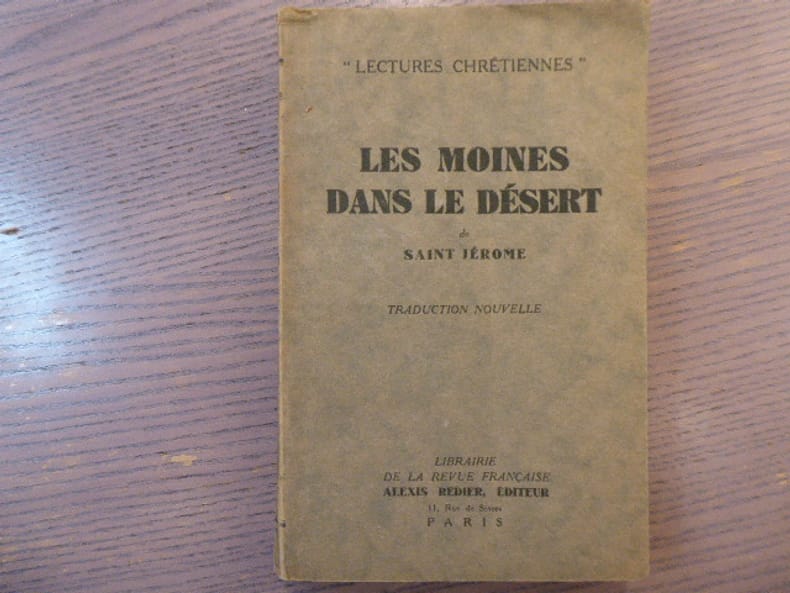 " LECTURES CHRÉTIENNES "
LES MOINES
DANS LE DÉSERT
de
SAINT JÉROME
TRADUCTION NOUVELLE
LIBRAIRIE
DE LA REVUE FRANÇAISE
ALEXIS REDIER, ÉDITEUR
11, Rue de Sèvres
PARIS